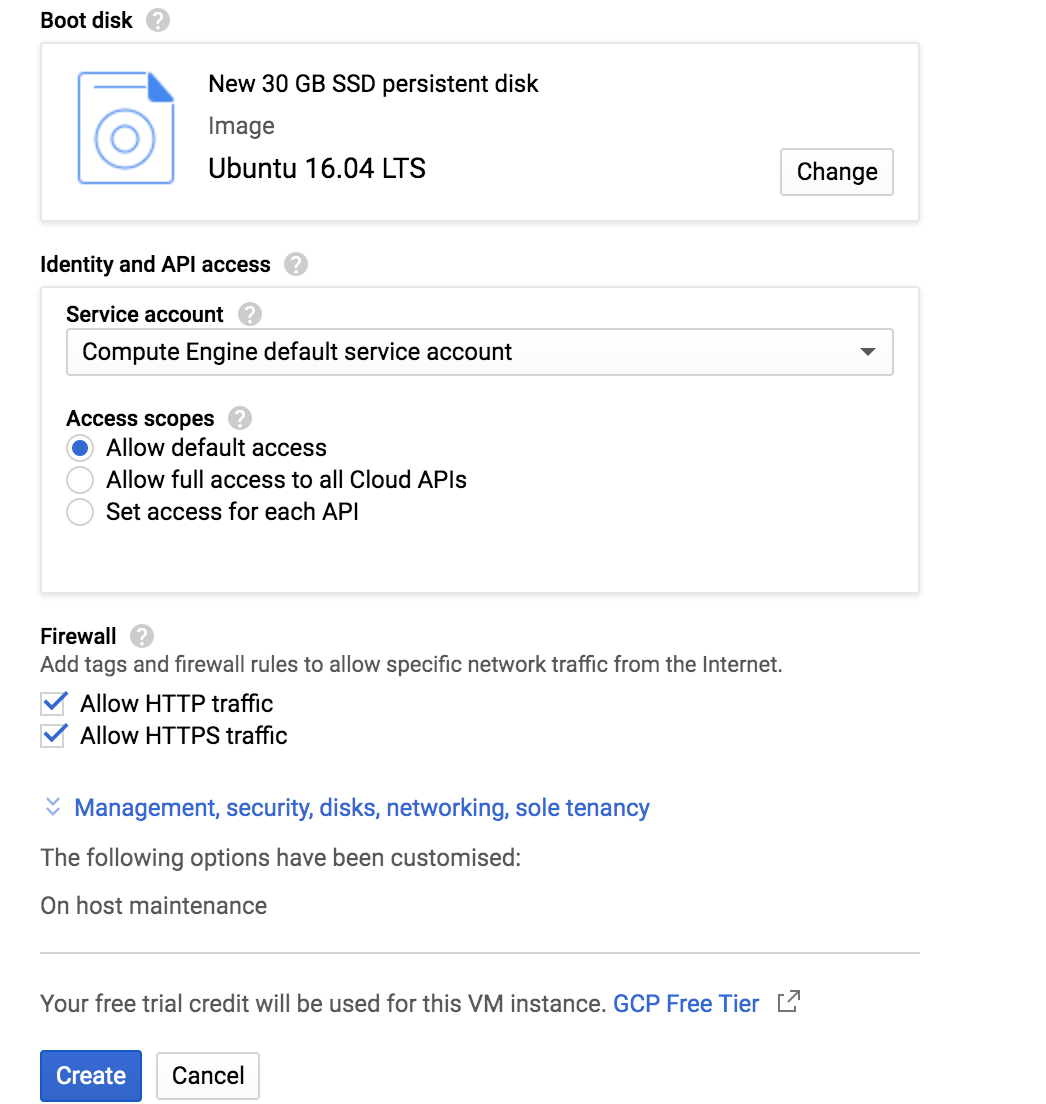 Boot disk
New 30 GB SSD persistent disk
Image
Ubuntu 16.04 LTS
Change
Identity and API access
Service account
Compute Engine default service account
Access scopes
Allow default access
Allow full access to all Cloud APIs
Set access for each API
Firewall
Add tags and firewall rules to allow specific network traffic from the Internet.
Allow HTTP traffic
Allow HTTPS traffic
Management, security, disks, networking, sole tenancy
The following options have been customised:
On host maintenance
Your free trial credit will be used for this VM instance. GCP Free Tier
Create Cancel